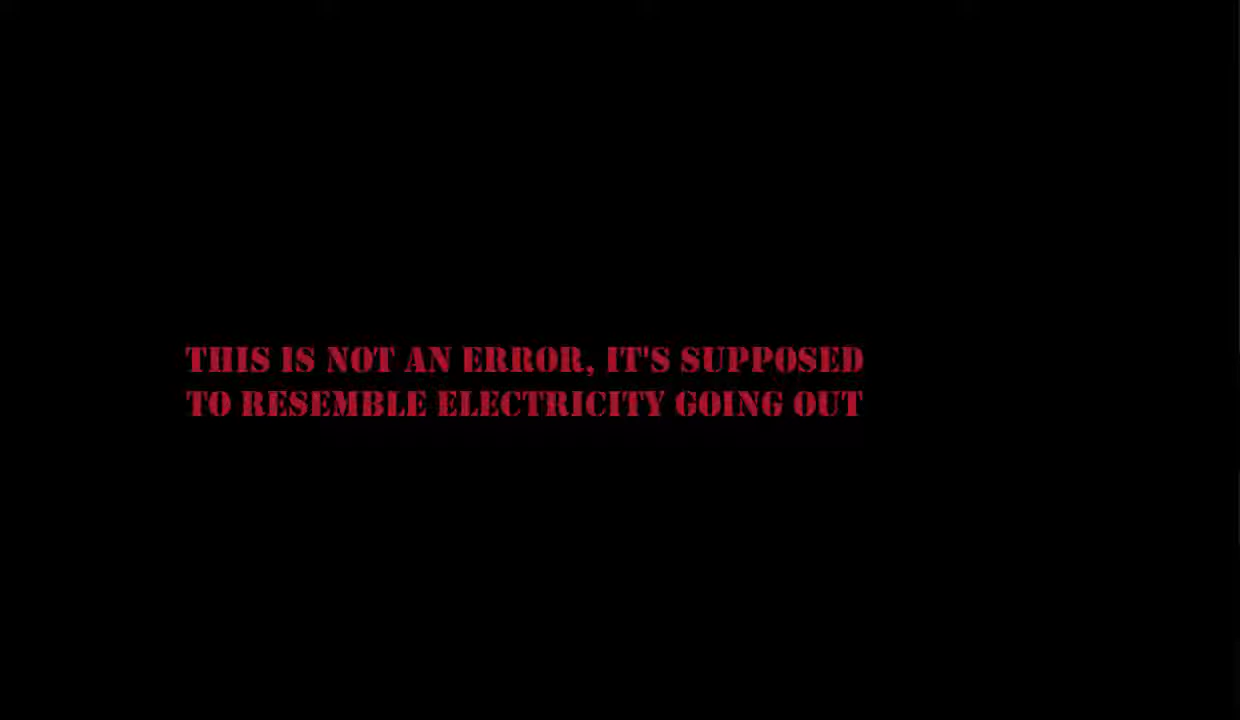 THIS IS NOT AN ERROR, IT'S SUPPOSED
TO RESEMBLE ELECTRICITY GOING OUT